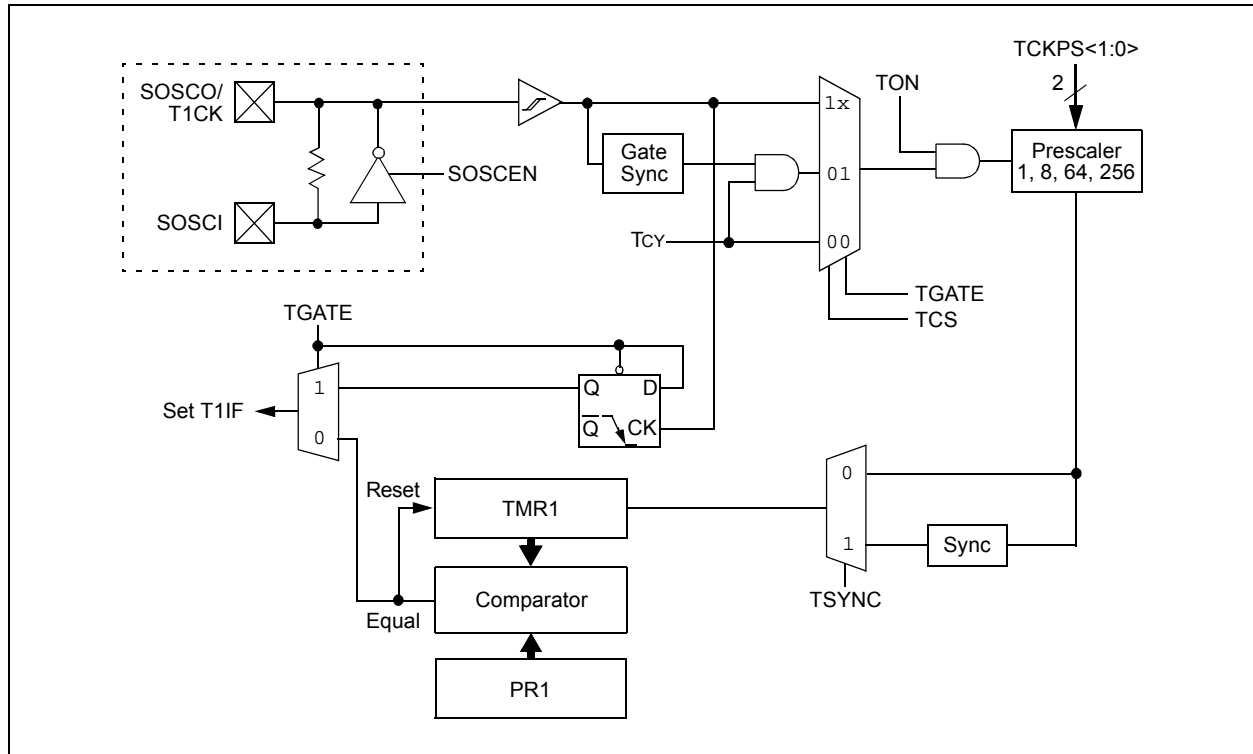 TCKPS<1:0>
2
SOSCO/
T1CK
TON
1x
Gate
Sync
Prescaler
1, 8, 64, 256
SOSCEN
01
SOSCI
TCY
00
TGATE
TCS
TGATE
1
Q
D
Set T1IF
Q
CK
0
Reset
TMR1
0
1
Sync
Comparator
TSYNC
Equal
PR1